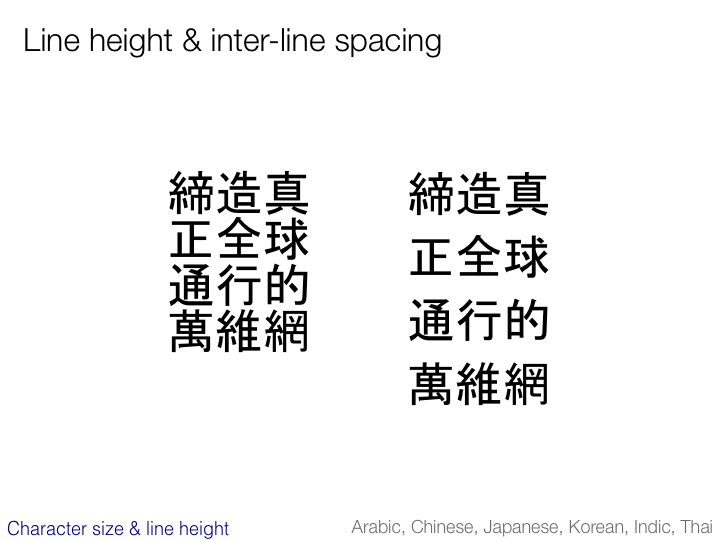 Line height & inter-line spacing
締造真
正全球
通行的
萬維網
締造真
正全球
通行的
萬維網
Character size & line height
Arabic, Chinese, Japanese, Korean, Indic, Thai